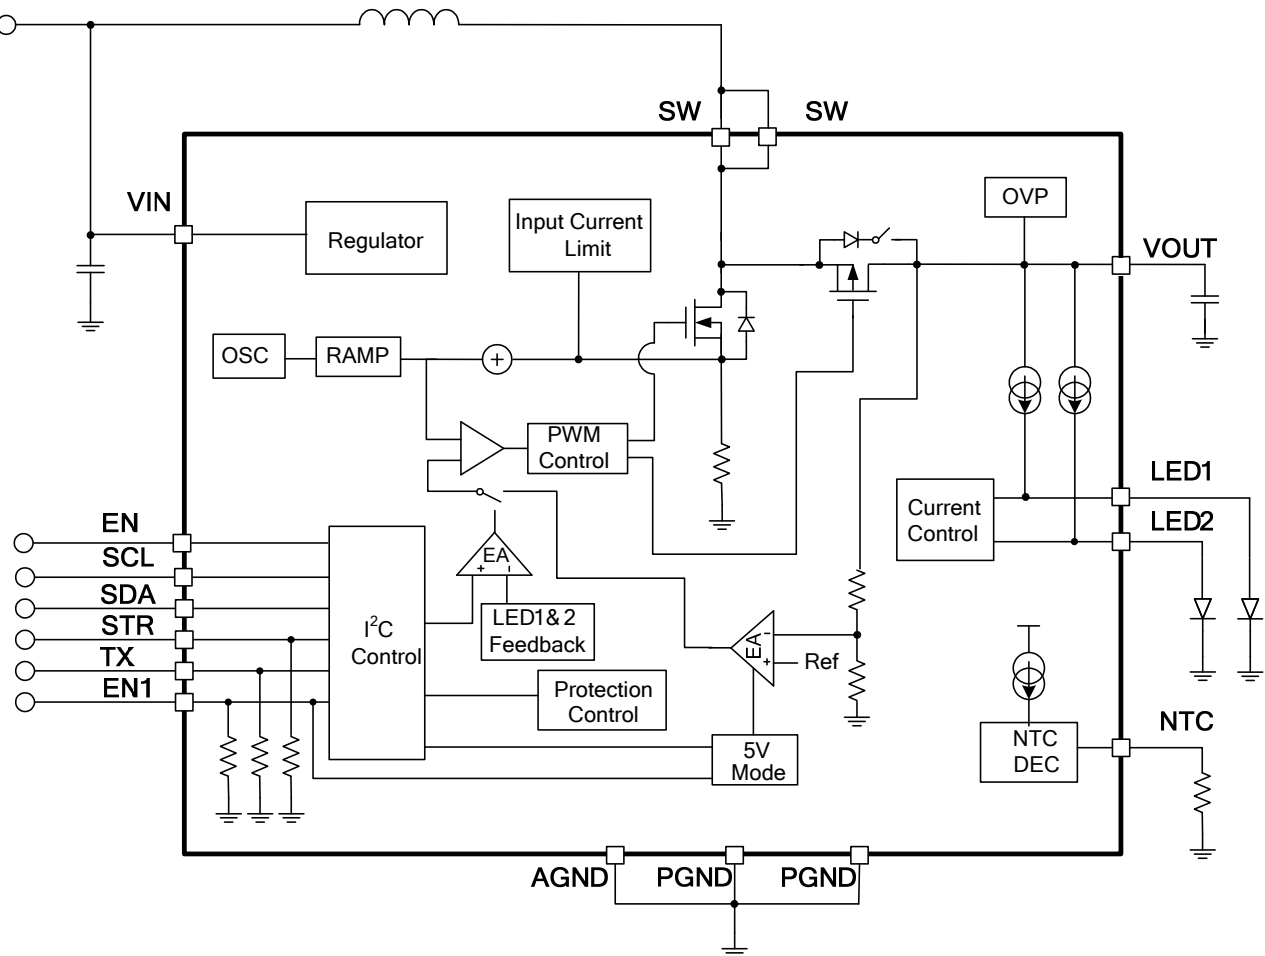 SW
SW
VIN
OVP
Input Current
Limit
Regulator
VOUT
OSC
RAMP
+
PWM
Control
LED1
Current
Control
LED2
EN
SCL
EA
+ -
SDA
LED1& 2
Feedback
STR
I2C
Control
EA
-
+
Ref
TX
EN1
Protection
Control
NTC
NTC
DEC
5V
Mode
AGND
PGND
PGND